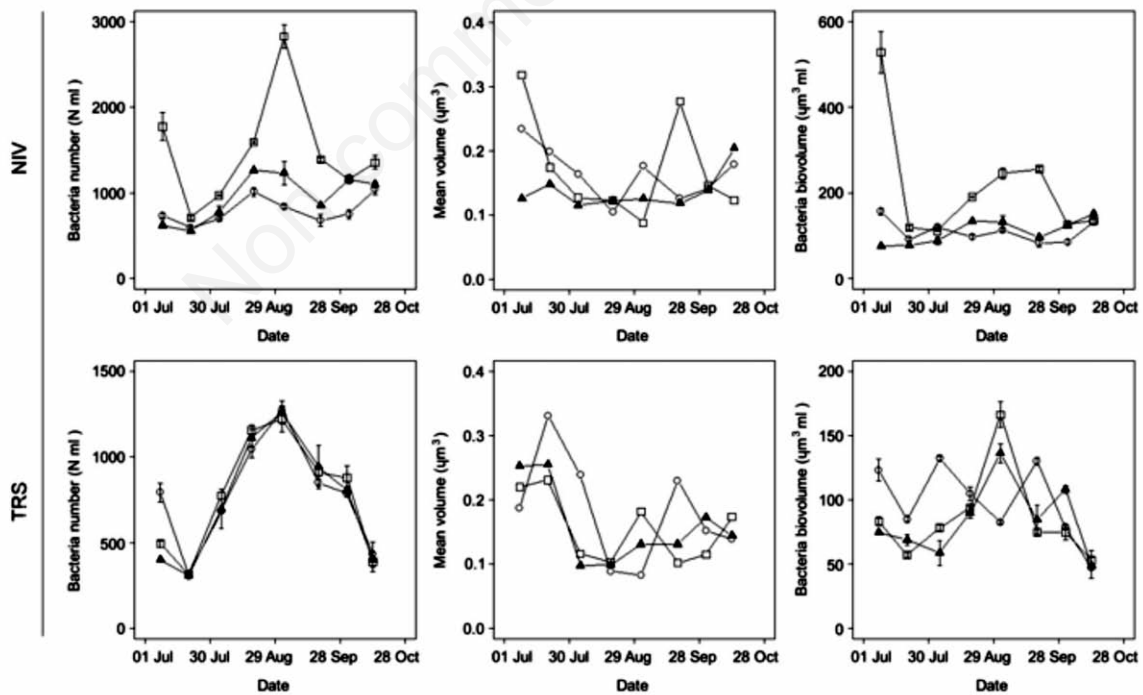 Non-comm
NIV
Bacteria number (N ml )
3000
2000
1000
0
01 Jul 30 Jul 29 Aug 28 Sep 28 Oct
Date
Mean volume (ųm³ )
0.4
0.3
0.2
0.1
0.0
01 Jul 30 Jul 29 Aug 28 Sep 28 Oct
Date
Bacteria biovolume (ųm³ ml )
600
400
200
0
01 Jul 30 Jul 29 Aug 28 Sep 28 Oct
Date
TRS
Bacteria number (N ml )
1500
1000
500
0
01 Jul 30 Jul 29 Aug 28 Sep 28 Oct
Date
Mean volume (ųm³ )
0.4
0.3
0.2
0.1
0.0
01 Jul 30 Jul 29 Aug 28 Sep 28 Oct
Date
Bacteria biovolume (ųm³ ml )
200
150
100
50
0
01 Jul 30 Jul 29 Aug 28 Sep 28 Oct
Date